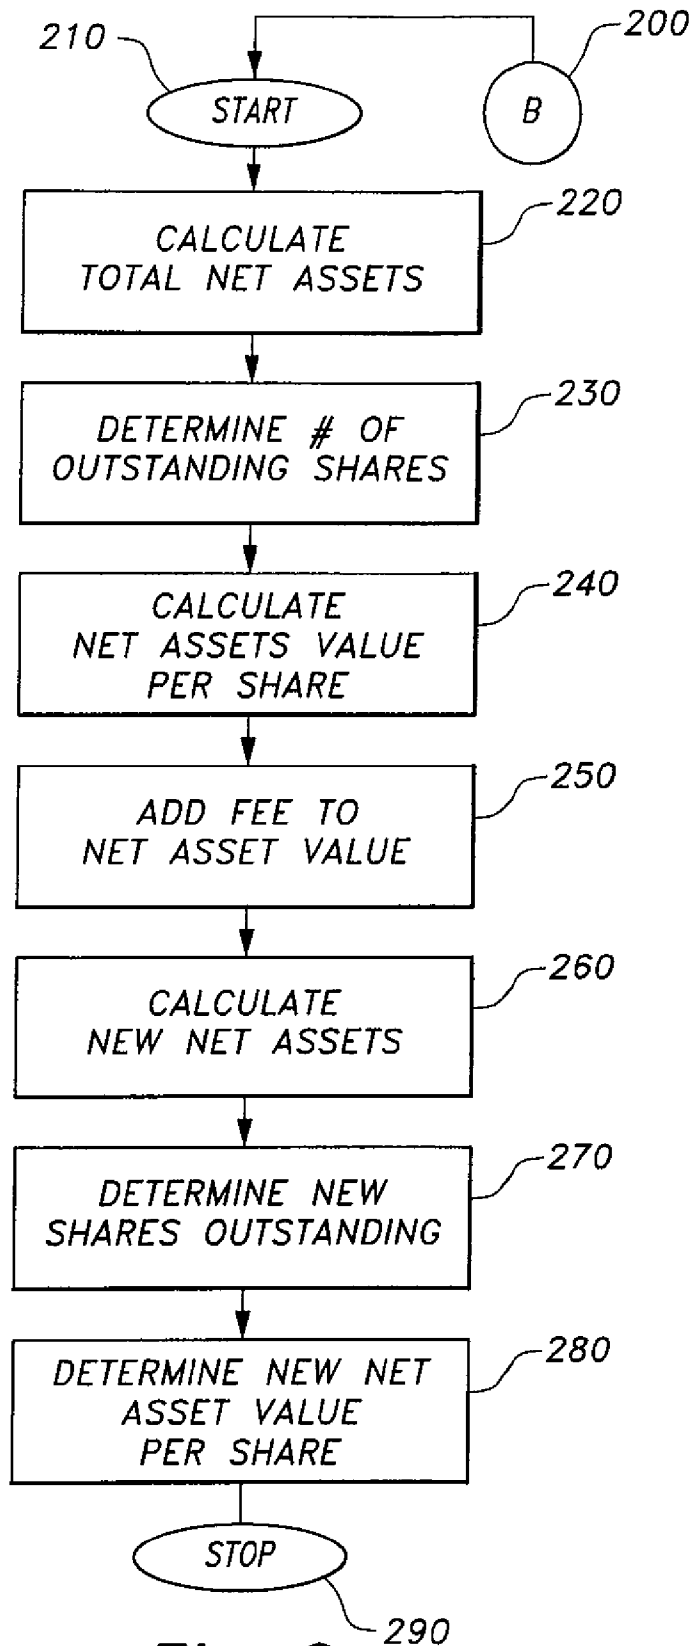 210
200
START
B
220
CALCULATE
TOTAL NET ASSETS
230
DETERMINE # OF
OUTSTANDING SHARES
240
CALCULATE
NET ASSETS VALUE
PER SHARE
250
ADD FEE TO
NET ASSET VALUE
260
CALCULATE
NEW NET ASSETS
270
DETERMINE NEW
SHARES OUTSTANDING
280
DETERMINE NEW NET
ASSET VALUE
PER SHARE
STOP
290